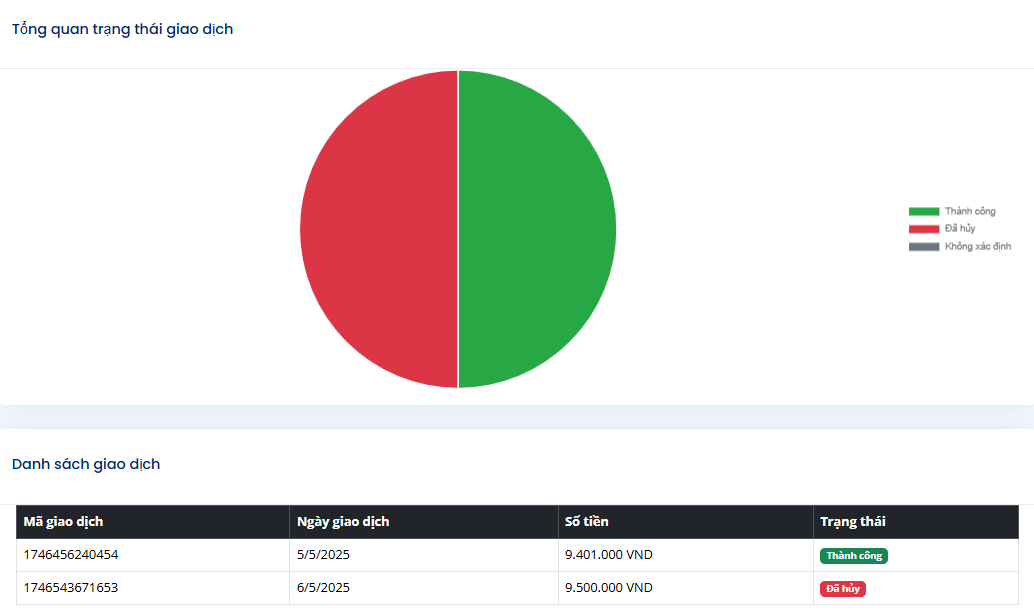 Tổng quan trạng thái giao dịch
Thành công
Đã hủy
Không xác định
Danh sách giao dịch
Mã giao dịch Ngày giao dịch Số tiền Trạng thái
1746456240454 5/5/2025 9.401.000 VND Thành công
1746543671653 6/5/2025 9.500.000 VND Đã hủy